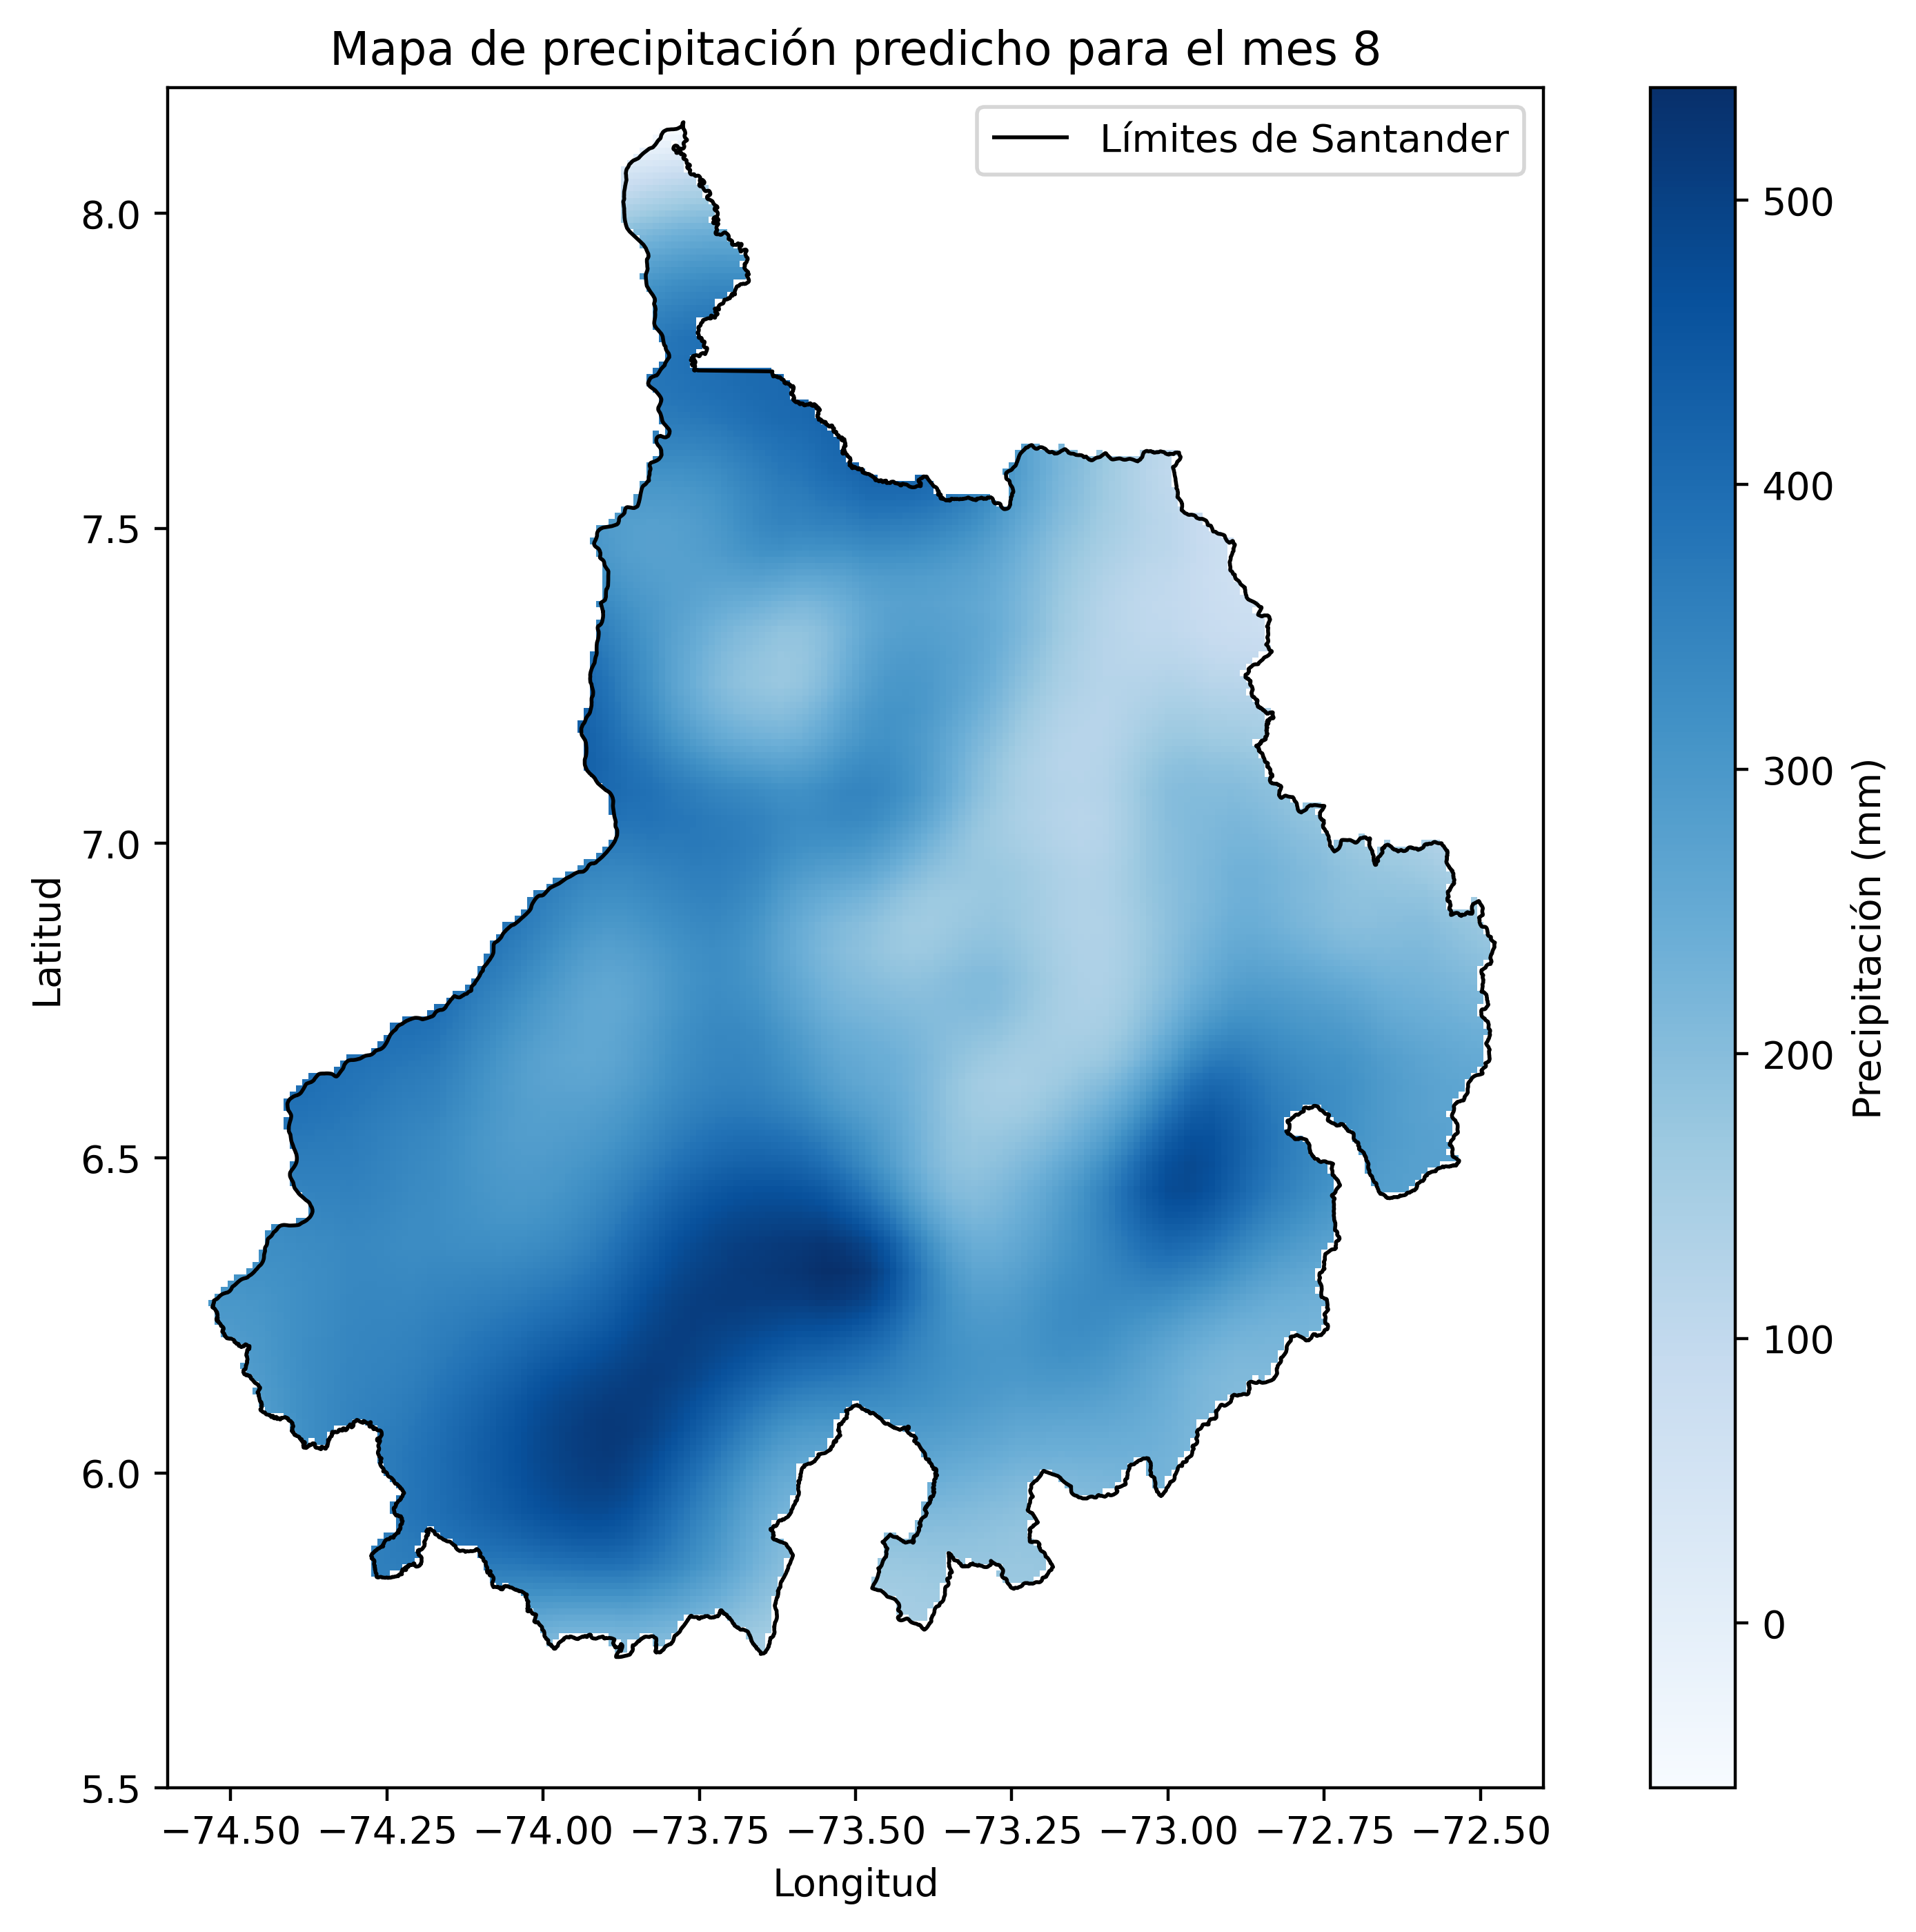 Mapa de precipitación predicho para el mes 8
Límites de Santander
8.0
7.5
7.0
6.5
6.0
5.5
Latitud
−74.50 −74.25 −74.00 −73.75 −73.50 −73.25 −73.00 −72.75 −72.50
Longitud
500
400
300
200
100
0
Precipitación (mm)